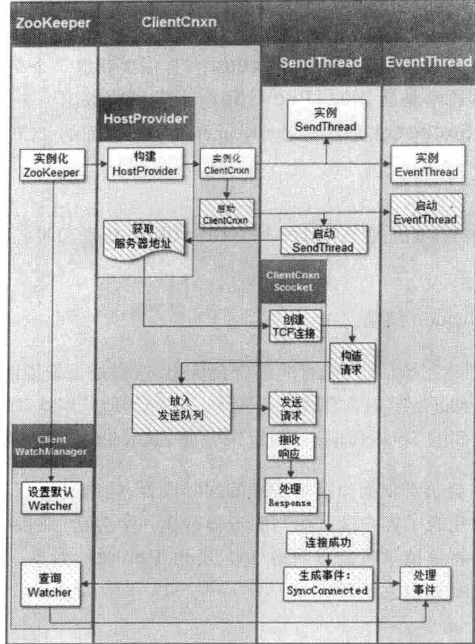 ZooKeeper
ClientCnxn
SendThread
EventThread
HostProvider
实例
SendThread
实例化
ZooKeeper
构建
HostProvider
实例化
ClientCnxn
实例
EventThread
启动
ClientCnxn
启动
EventThread
获取
服务器地址
启动
SendThread
ClientCnxn
Scocket
创建
TCP连接
构造
请求
放入
发送队列
发送
请求
Client
WatchManager
接收
响应
设置默认
Watcher
处理
Response
连接成功
查询
Watcher
生成事件：
SyncConnected
处理
事件